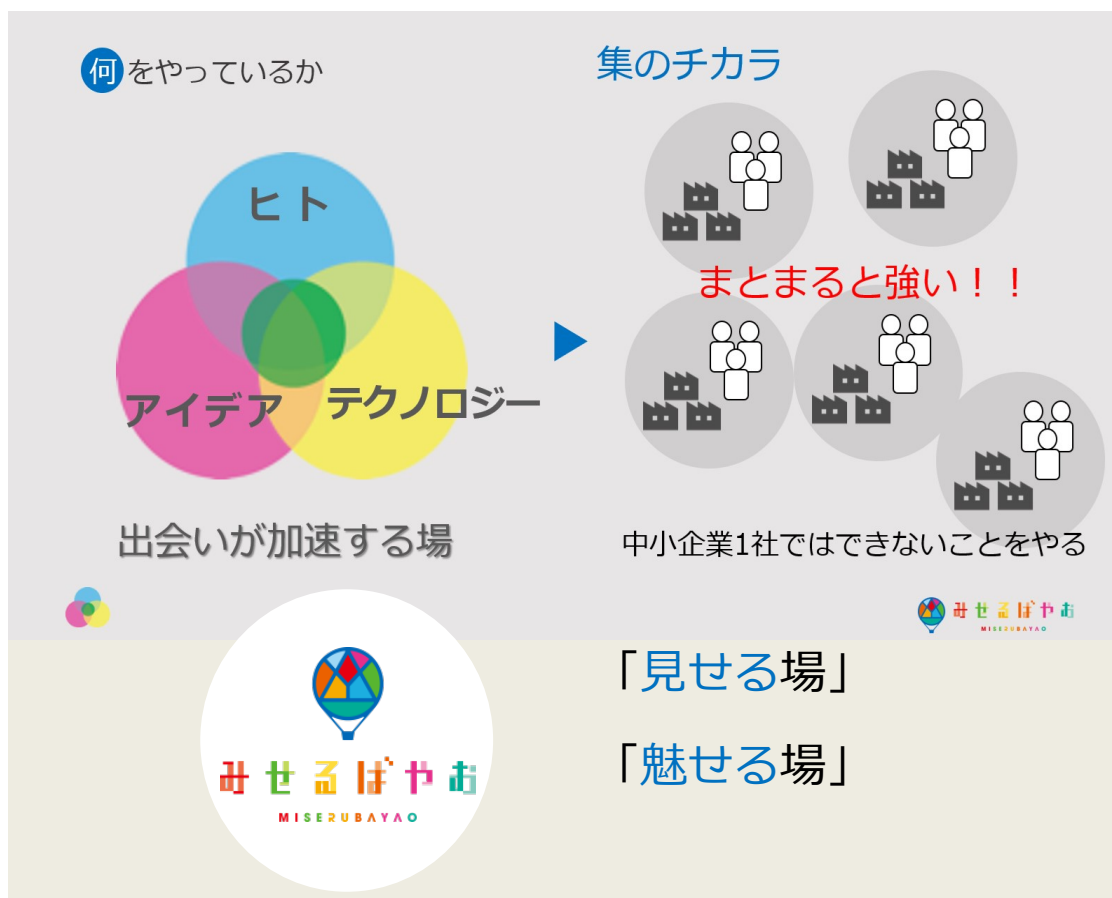 何をやっているか
ヒト
アイデア
テクノロジー
出会いが加速する場
集のチカラ
まとまると強い！！
中小企業1社ではできないことをやる
みせるばやお
MISERUBAYAO
みせるばやお
MISERUBAYAO
「見せる場」
「魅せる場」